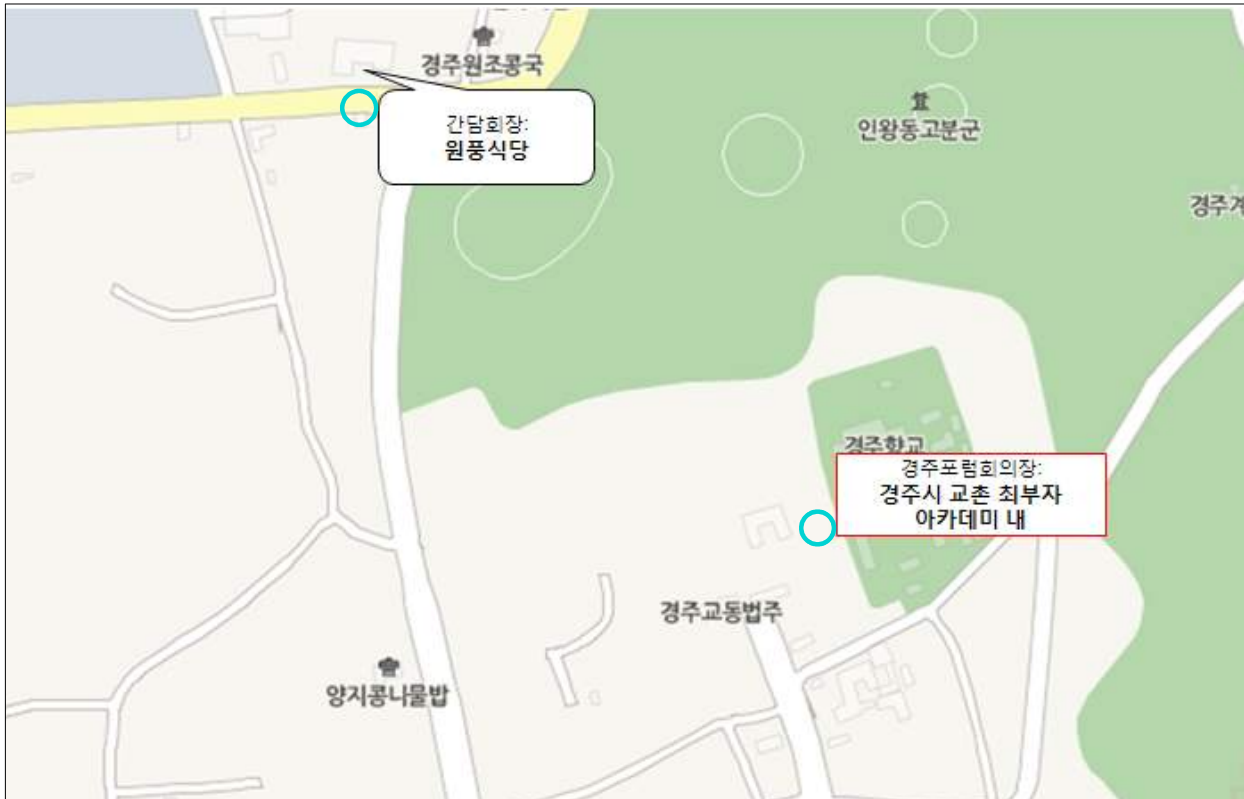 경주원조콩국
간담회장:
원풍식당
인왕동고분군
경주계
경주향교
경주포럼회의장:
경주시 교촌 최부자
아카데미 내
경주교동법주
양지콩나물밥